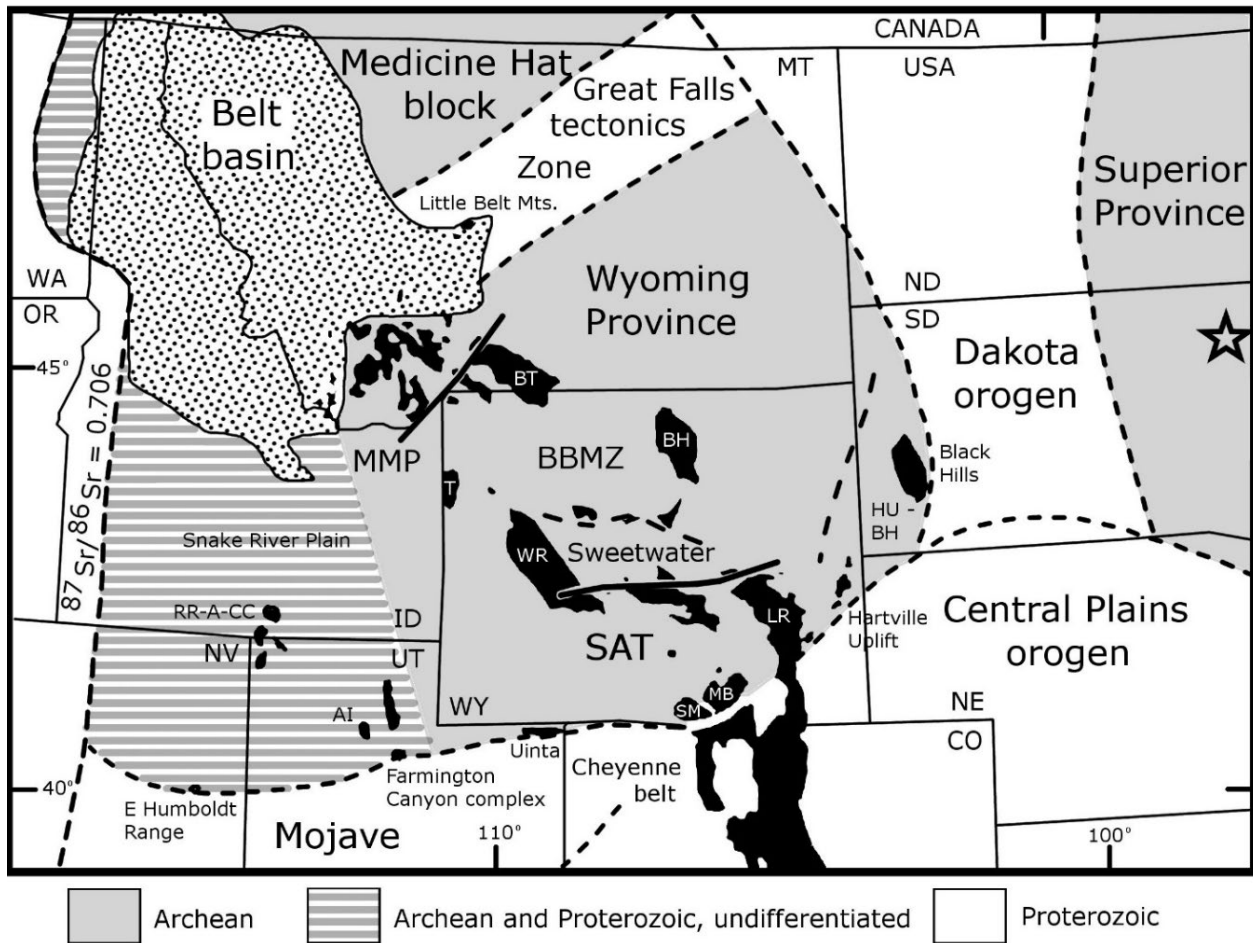 CANADA
USA
MT
Medicine Hat
block
Great Falls
tectonics
Zone
Belt
basin
Little Belt Mts.
Superior
Province
WA
OR
Wyoming
Province
ND
SD
Dakota
orogen
45°
87Sr/86Sr = 0.706
BT
MMP
BBMZ
BH
T
Black
Hills
HU -
BH
Snake River Plain
WR
Sweetwater
RR-A-CC
ID
NV
UT
SAT
LR
Hartville
Uplift
Central Plains
orogen
AI
WY
SM
MB
NE
CO
Uinta
Farmington
Canyon complex
Cheyenne
belt
40°
E Humboldt
Range
Mojave
110°
100°
Archean
Archean and Proterozoic, undifferentiated
Proterozoic